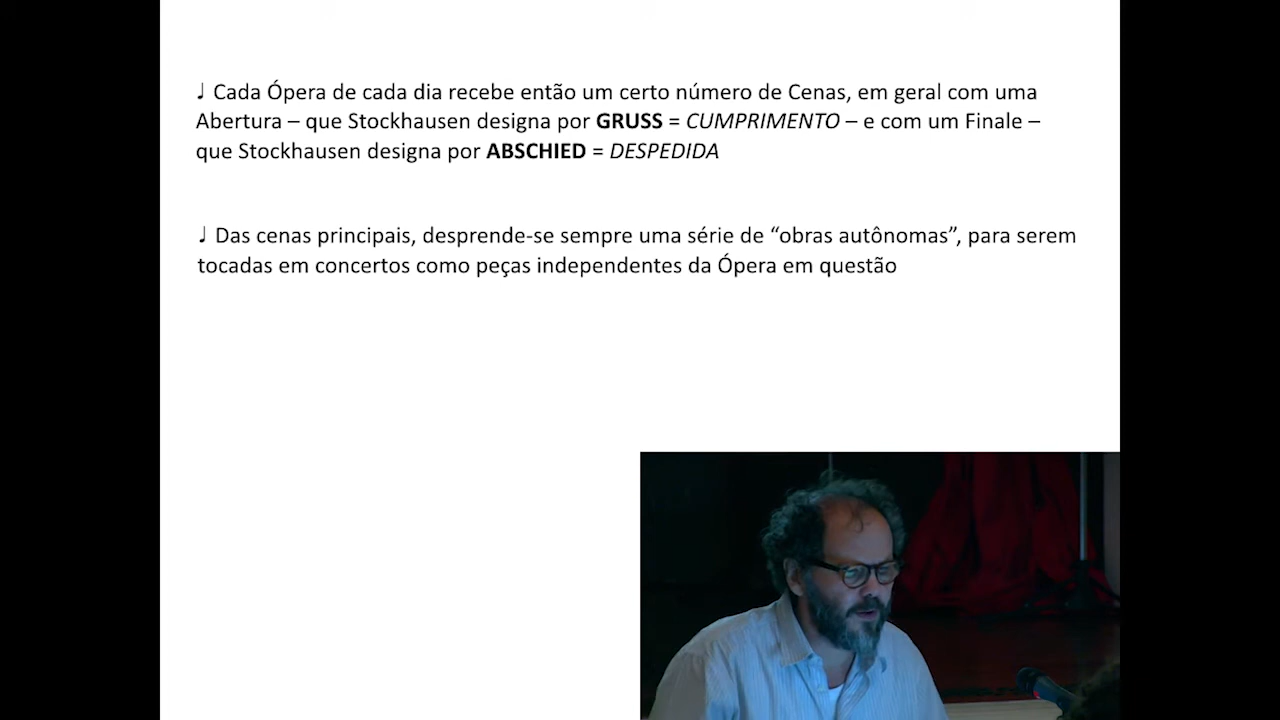 ♩ Cada Ópera de cada dia recebe então um certo número de Cenas, em geral com uma
Abertura – que Stockhausen designa por GRUSS = CUMPRIMENTO – e com um Finale –
que Stockhausen designa por ABSCHIED = DESPEDIDA
♩ Das cenas principais, desprende-se sempre uma série de “obras autônomas”, para serem
tocadas em concertos como peças independentes da Ópera em questão